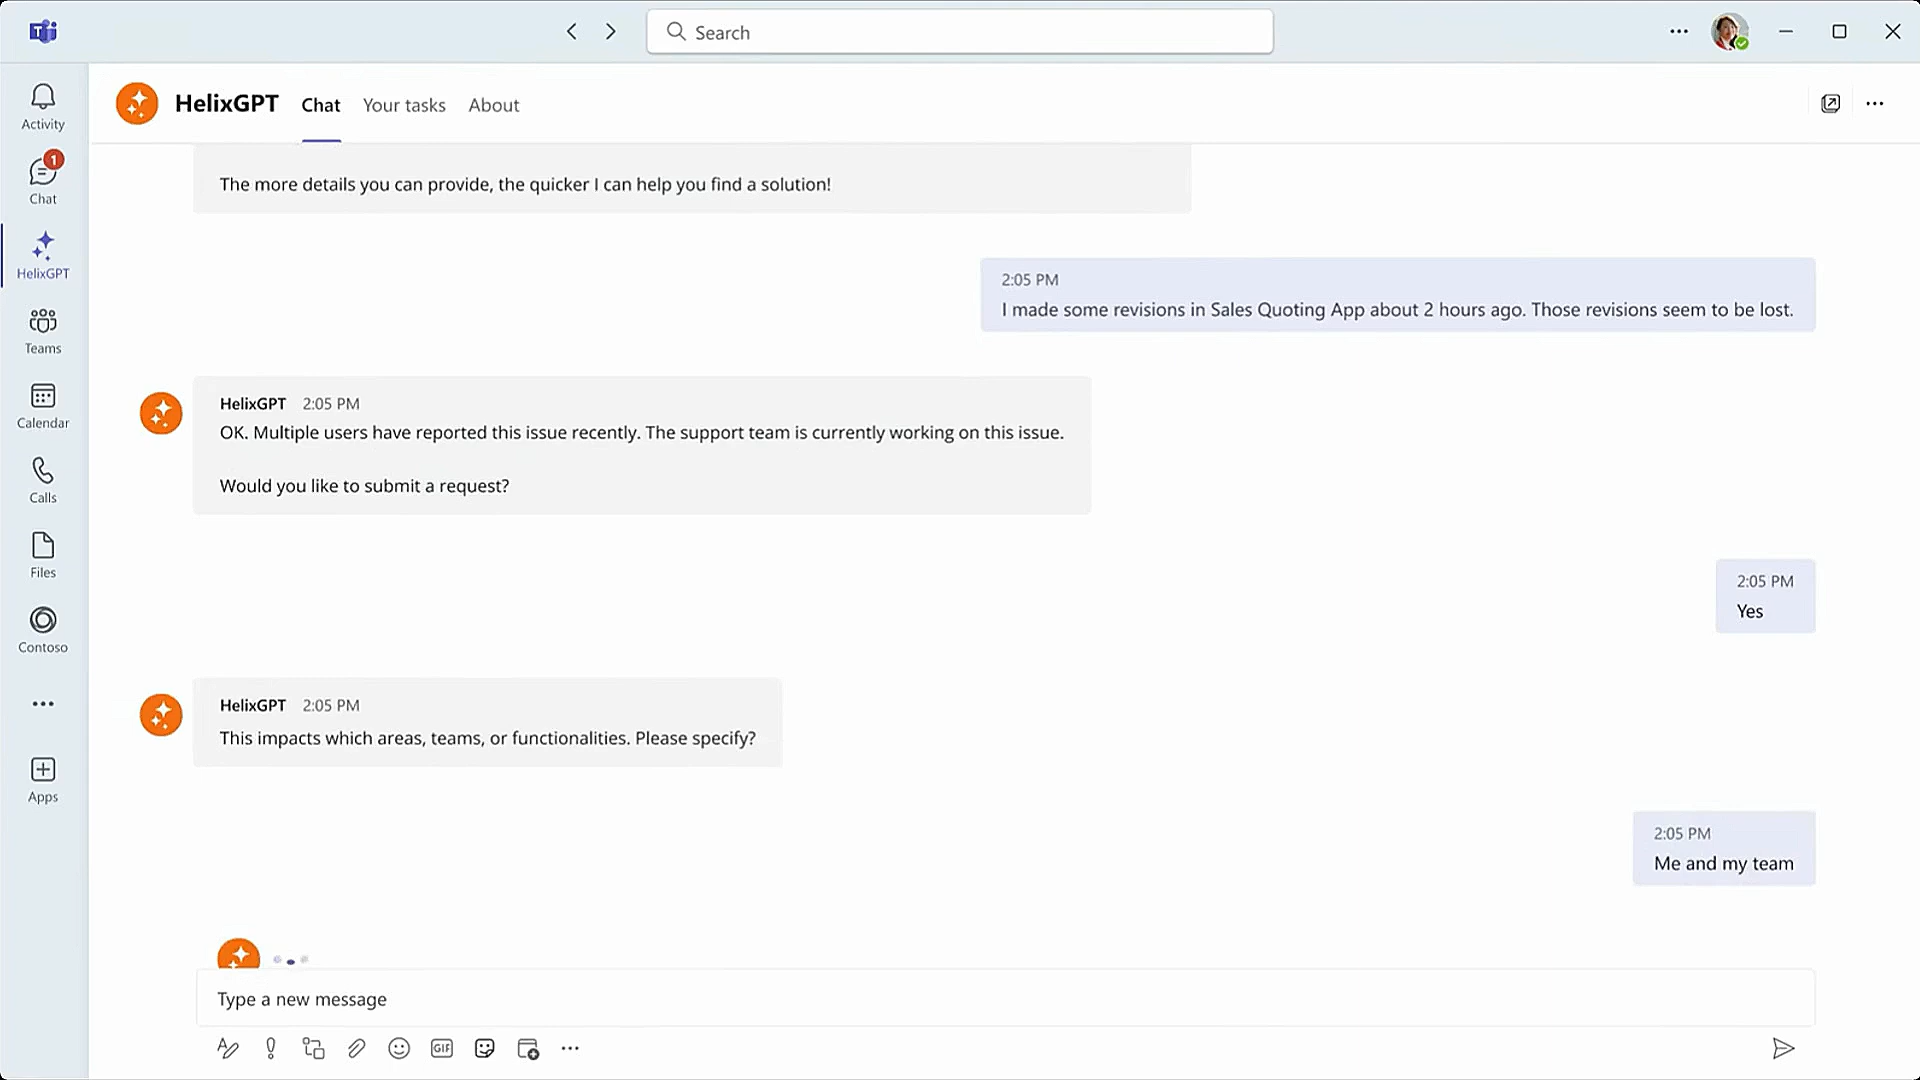 Search
Activity
1
Chat
HelixGPT
Teams
Calendar
Calls
Files
Contoso
Apps
HelixGPT Chat Your tasks About
The more details you can provide, the quicker I can help you find a solution!
2:05 PM
I made some revisions in Sales Quoting App about 2 hours ago. Those revisions seem to be lost.
HelixGPT 2:05 PM
OK. Multiple users have reported this issue recently. The support team is currently working on this issue.
Would you like to submit a request?
2:05 PM
Yes
HelixGPT 2:05 PM
This impacts which areas, teams, or functionalities. Please specify?
2:05 PM
Me and my team
Type a new message
GIF